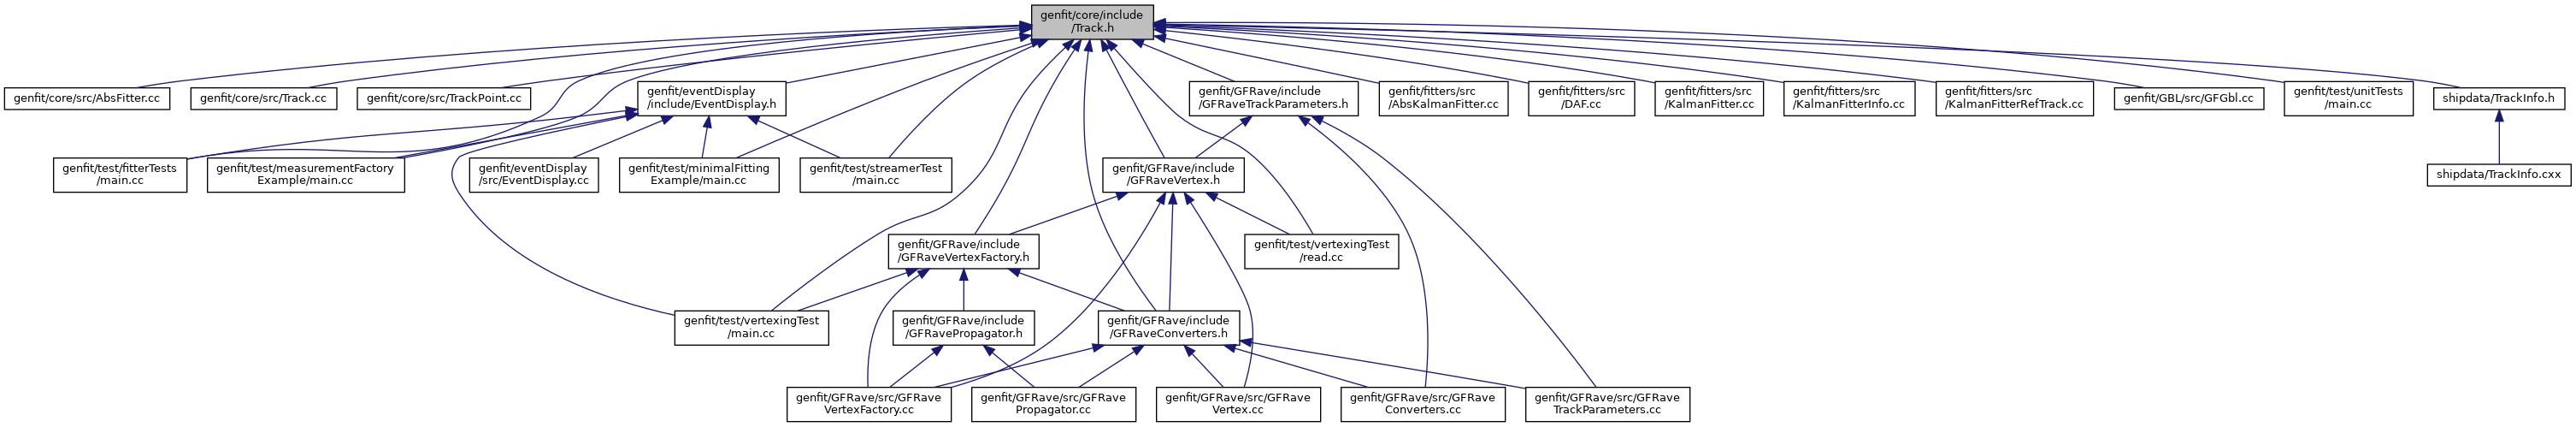 genfit/core/include
/Track.h
genfit/core/src/AbsFitter.cc
genfit/core/src/Track.cc
genfit/core/src/TrackPoint.cc
genfit/eventDisplay
/include/EventDisplay.h
genfit/GFRave/include
/GFRaveTrackParameters.h
genfit/fitters/src
/AbsKalmanFitter.cc
genfit/fitters/src
/DAF.cc
genfit/fitters/src
/KalmanFitter.cc
genfit/fitters/src
/KalmanFitterInfo.cc
genfit/fitters/src
/KalmanFitterRefTrack.cc
genfit/GBL/src/GFGbl.cc
genfit/test/unitTests
/main.cc
shipdata/TrackInfo.h
genfit/test/fitterTests
/main.cc
genfit/test/measurementFactory
Example/main.cc
genfit/eventDisplay
/src/EventDisplay.cc
genfit/test/minimalFitting
Example/main.cc
genfit/test/streamerTest
/main.cc
genfit/GFRave/include
/GFRaveVertex.h
shipdata/TrackInfo.cxx
genfit/GFRave/include
/GFRaveVertexFactory.h
genfit/test/vertexingTest
/read.cc
genfit/test/vertexingTest
/main.cc
genfit/GFRave/include
/GFRavePropagator.h
genfit/GFRave/include
/GFRaveConverters.h
genfit/GFRave/src/GFRave
VertexFactory.cc
genfit/GFRave/src/GFRave
Propagator.cc
genfit/GFRave/src/GFRave
Vertex.cc
genfit/GFRave/src/GFRave
Converters.cc
genfit/GFRave/src/GFRave
TrackParameters.cc